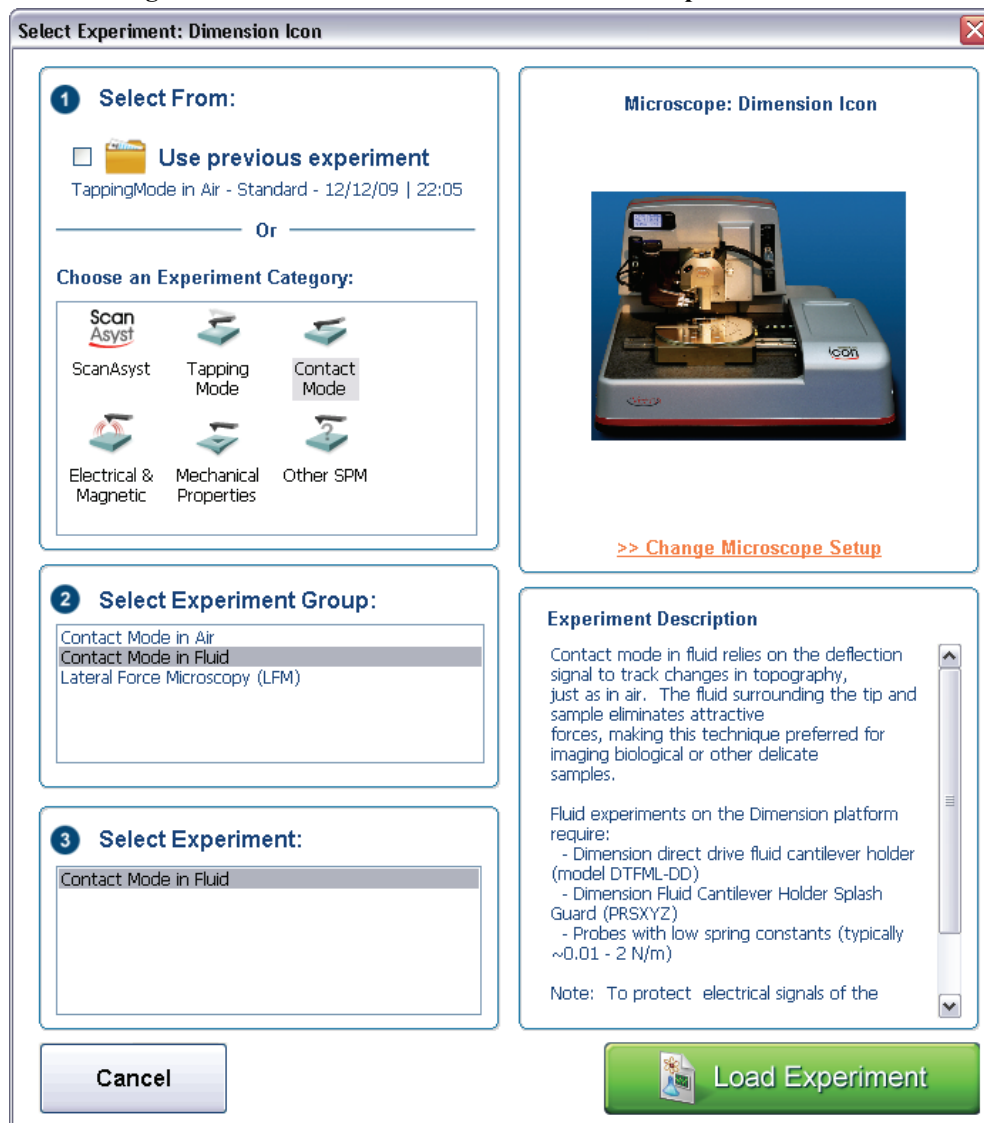 Select Experiment: Dimension Icon
1 Select From:
Use previous experiment
TappingMode in Air - Standard - 12/12/09 | 22:05
Or
Choose an Experiment Category:
Scan
Asyst
ScanAsyst
Tapping
Mode
Contact
Mode
Electrical &
Magnetic
Mechanical
Properties
?
Other SPM
2 Select Experiment Group:
Contact Mode in Air
Contact Mode in Fluid
Lateral Force Microscopy (LFM)
3 Select Experiment:
Contact Mode in Fluid
Cancel
Microscope: Dimension Icon
icon
>> Change Microscope Setup
Experiment Description
Contact mode in fluid relies on the deflection
signal to track changes in topography,
just as in air. The fluid surrounding the tip and
sample eliminates attractive
forces, making this technique preferred for
imaging biological or other delicate
samples.
Fluid experiments on the Dimension platform
require:
- Dimension direct drive fluid cantilever holder
(model DTFML-DD)
- Dimension Fluid Cantilever Holder Splash
Guard (PRSXYZ)
- Probes with low spring constants (typically
~0.01 - 2 N/m)
Note: To protect electrical signals of the
Load Experiment